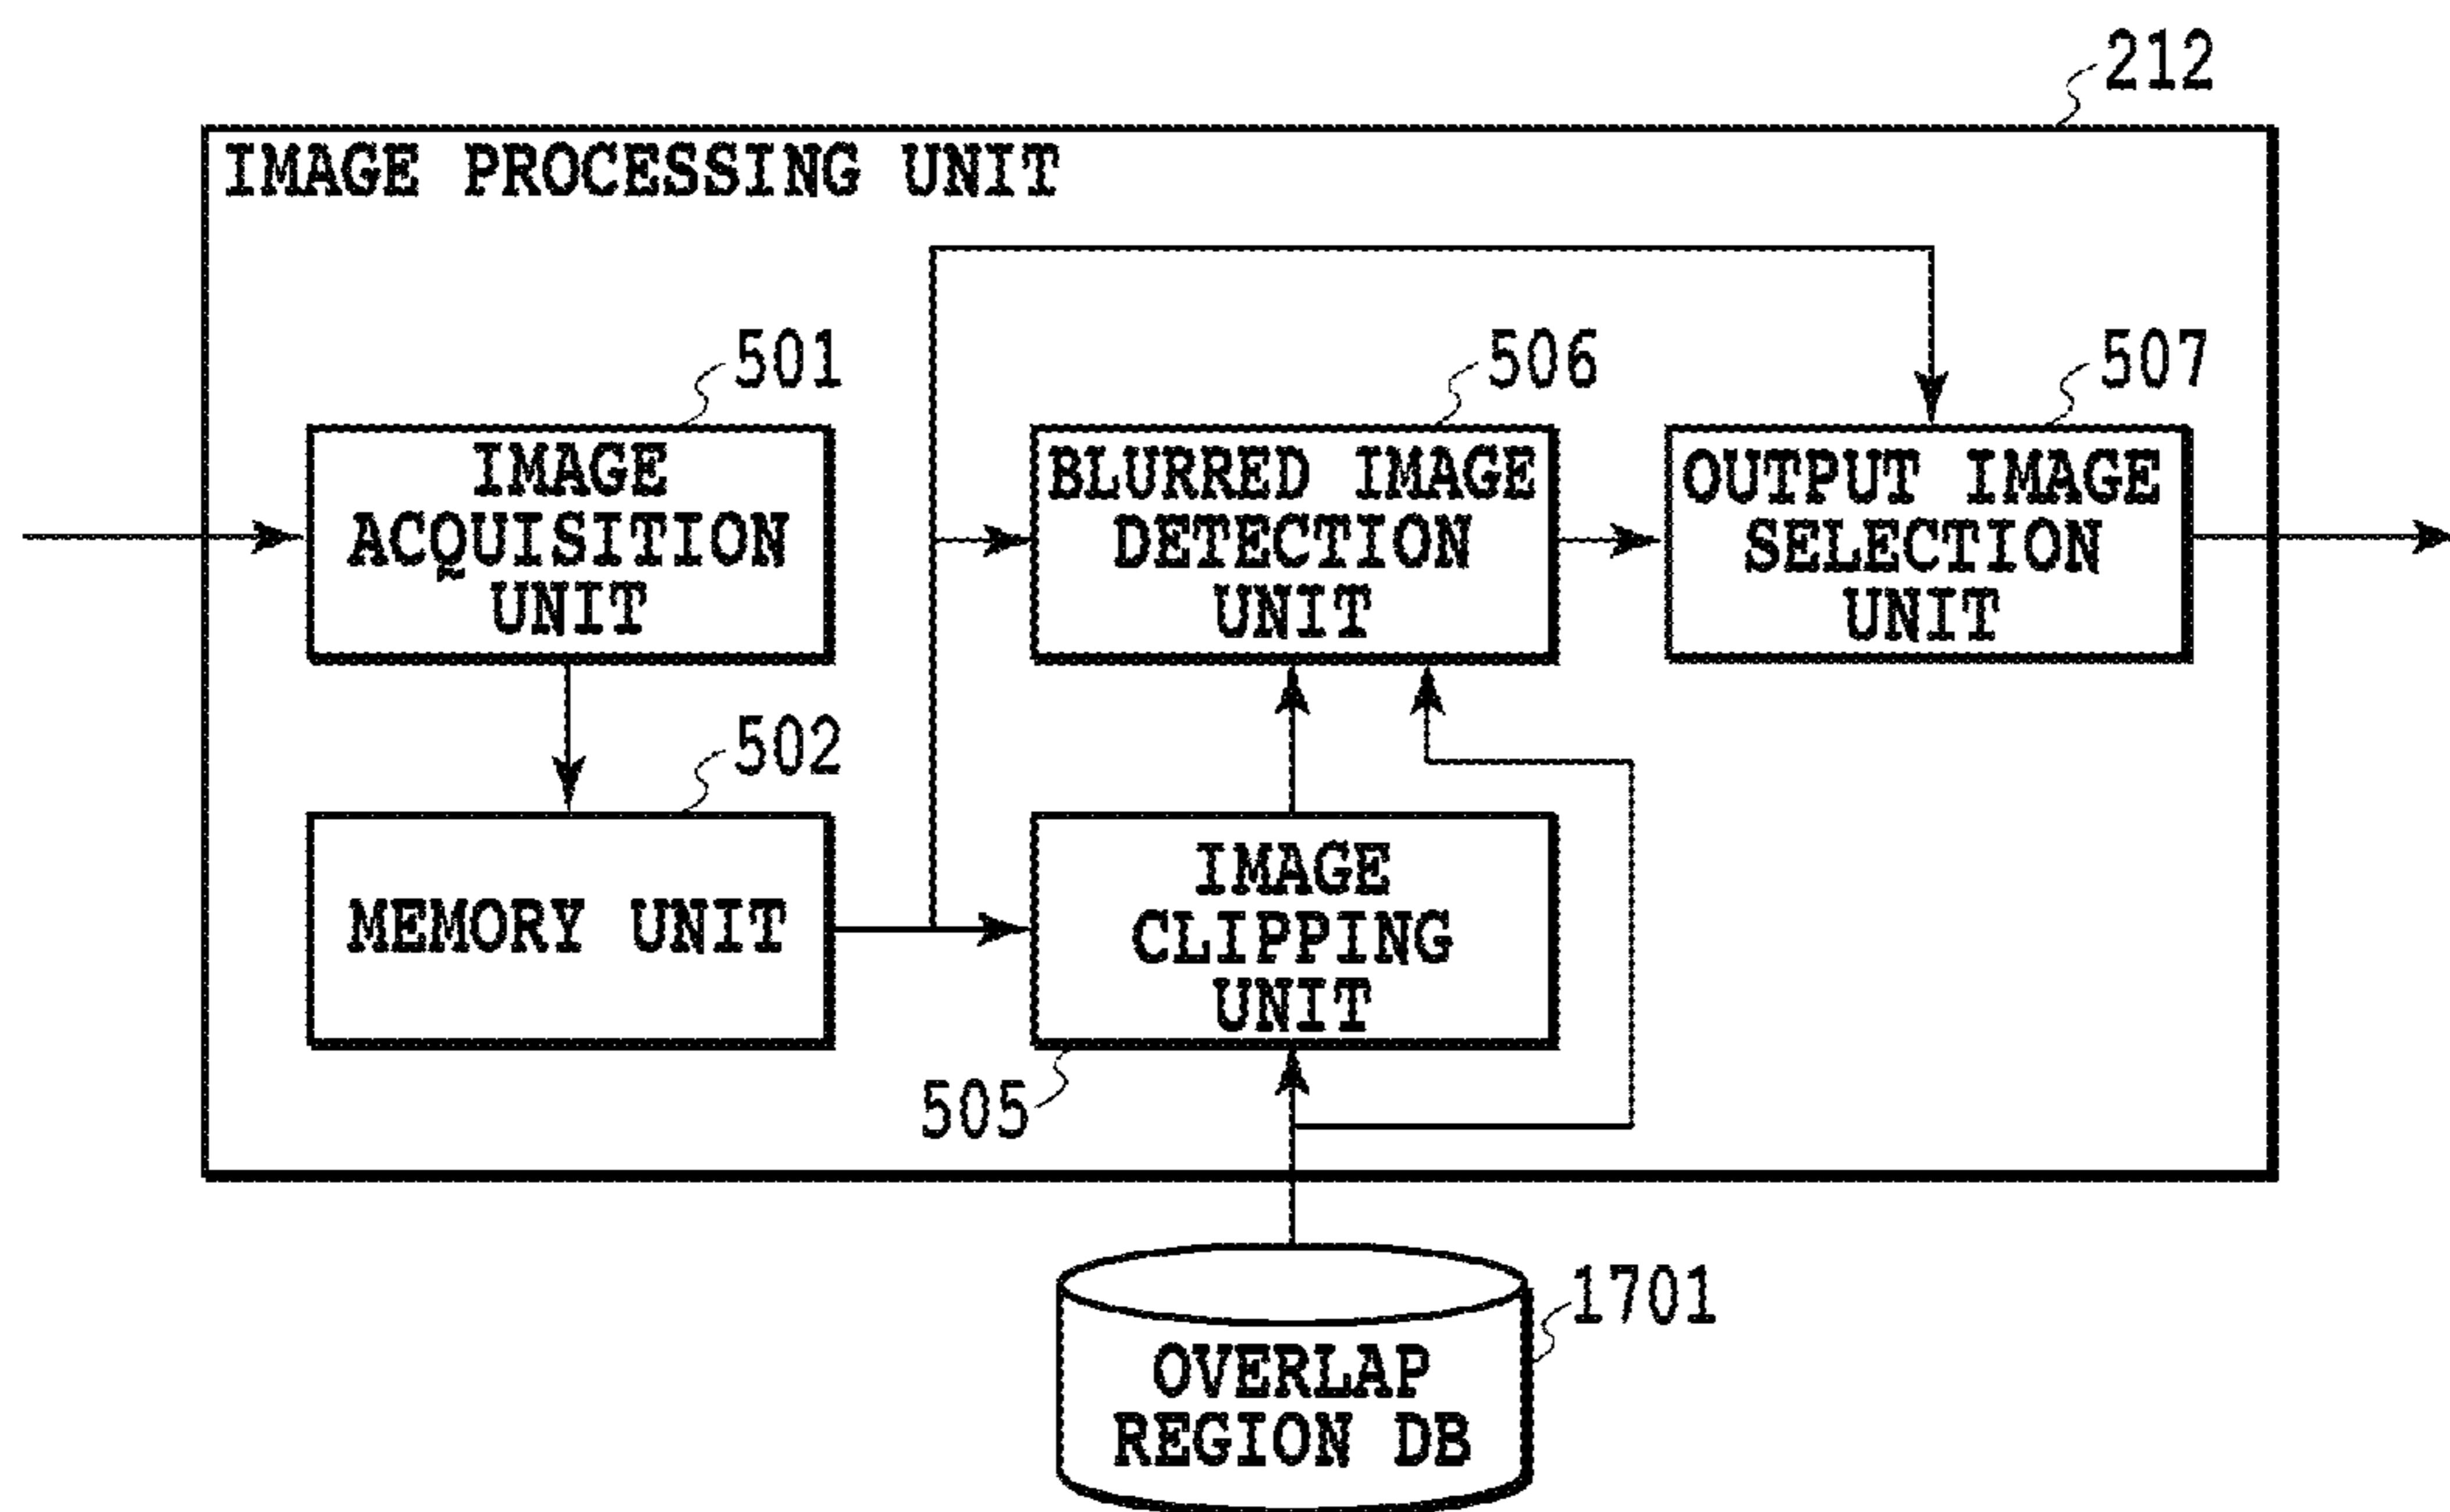 212
IMAGE PROCESSING UNIT
501
506
507
IMAGE
ACQUISITION
UNIT
BLURRED IMAGE
DETECTION
UNIT
OUTPUT IMAGE
SELECTION
UNIT
502
MEMORY UNIT
IMAGE
CLIPPING
UNIT
505
1701
OVERLAP
REGION DB